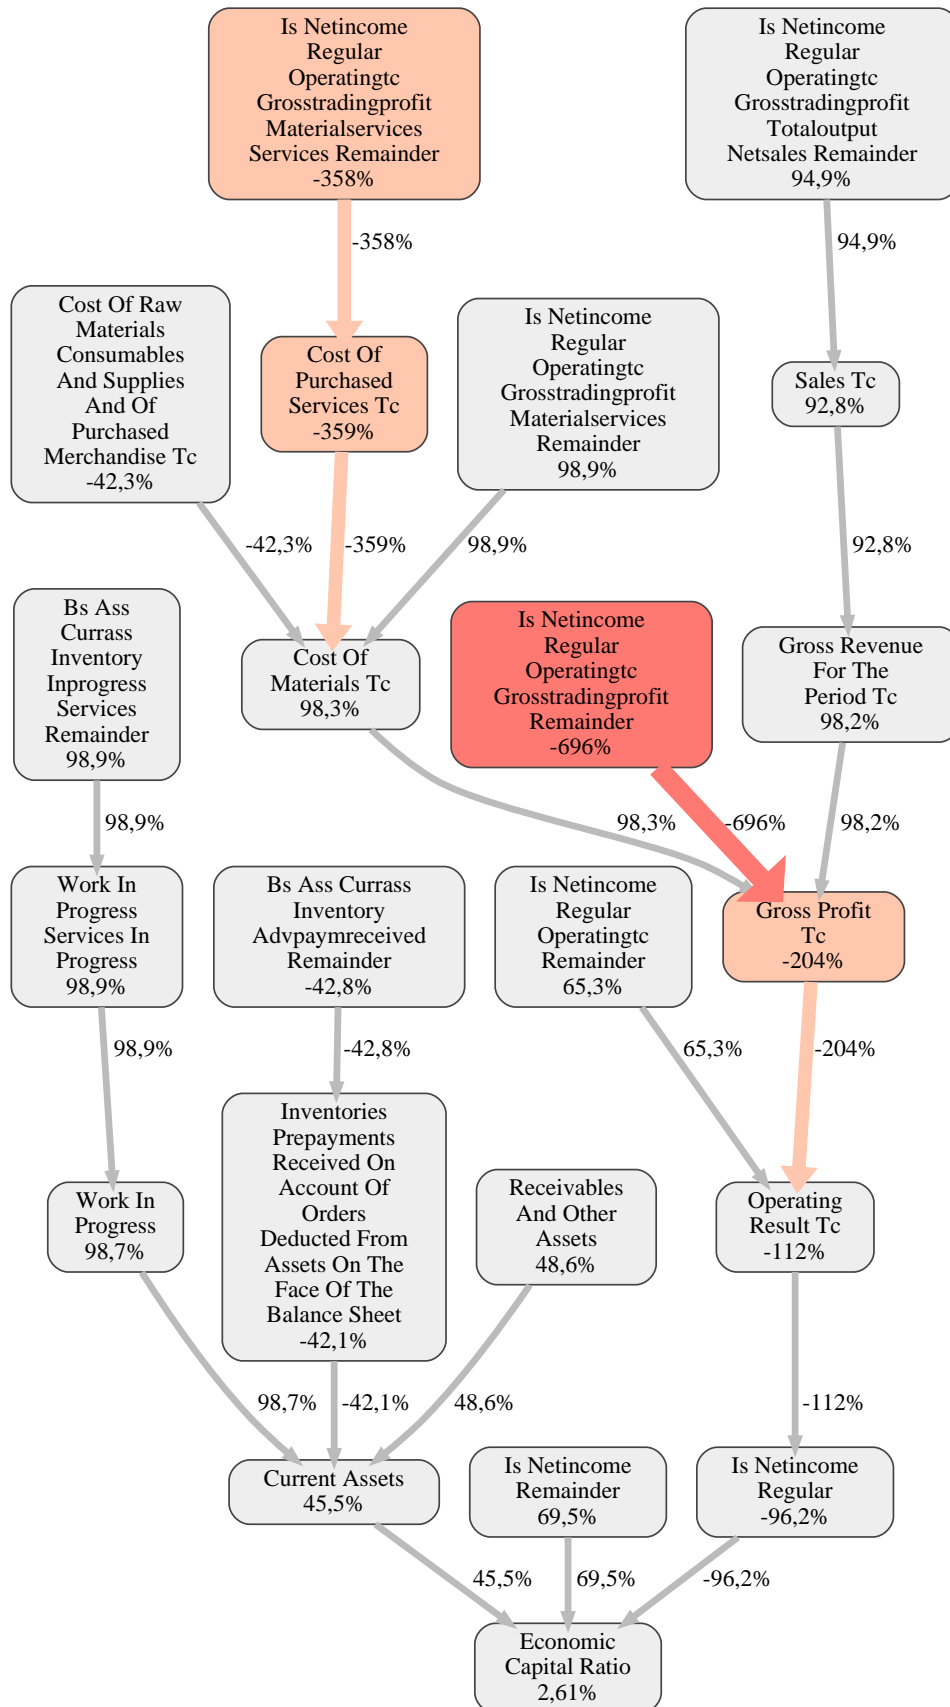 Is Netincome
Regular
Operatingtc
Grosstradingprofit
Materialservices
Services Remainder
-358%
Is Netincome
Regular
Operatingtc
Grosstradingprofit
Totaloutput
Netsales Remainder
94,9%
-358%
94,9%
Cost Of Raw
Materials
Consumables
And Supplies
And Of
Purchased
Merchandise Tc
-42,3%
Cost Of
Purchased
Services Tc
-359%
Is Netincome
Regular
Operatingtc
Grosstradingprofit
Materialservices
Remainder
98,9%
Sales Tc
92,8%
-42,3%
-359%
98,9%
92,8%
Bs Ass
Currass
Inventory
Inprogress
Services
Remainder
98,9%
Cost Of
Materials Tc
98,3%
Is Netincome
Regular
Operatingtc
Grosstradingprofit
Remainder
-696%
Gross Revenue
For The
Period Tc
98,2%
98,9%
98,3%
-696%
98,2%
Work In
Progress
Services In
Progress
98,9%
Bs Ass Currass
Inventory
Advpaymreceived
Remainder
-42,8%
Is Netincome
Regular
Operatingtc
Remainder
65,3%
Gross Profit
Tc
-204%
98,9%
-42,8%
65,3%
-204%
Work In
Progress
98,7%
Inventories
Prepayments
Received On
Account Of
Orders
Deducted From
Assets On The
Face Of The
Balance Sheet
-42,1%
Receivables
And Other
Assets
48,6%
Operating
Result Tc
-112%
98,7%
-42,1%
48,6%
-112%
Current Assets
45,5%
Is Netincome
Remainder
69,5%
Is Netincome
Regular
-96,2%
45,5%
69,5%
-96,2%
Economic
Capital Ratio
2,61%